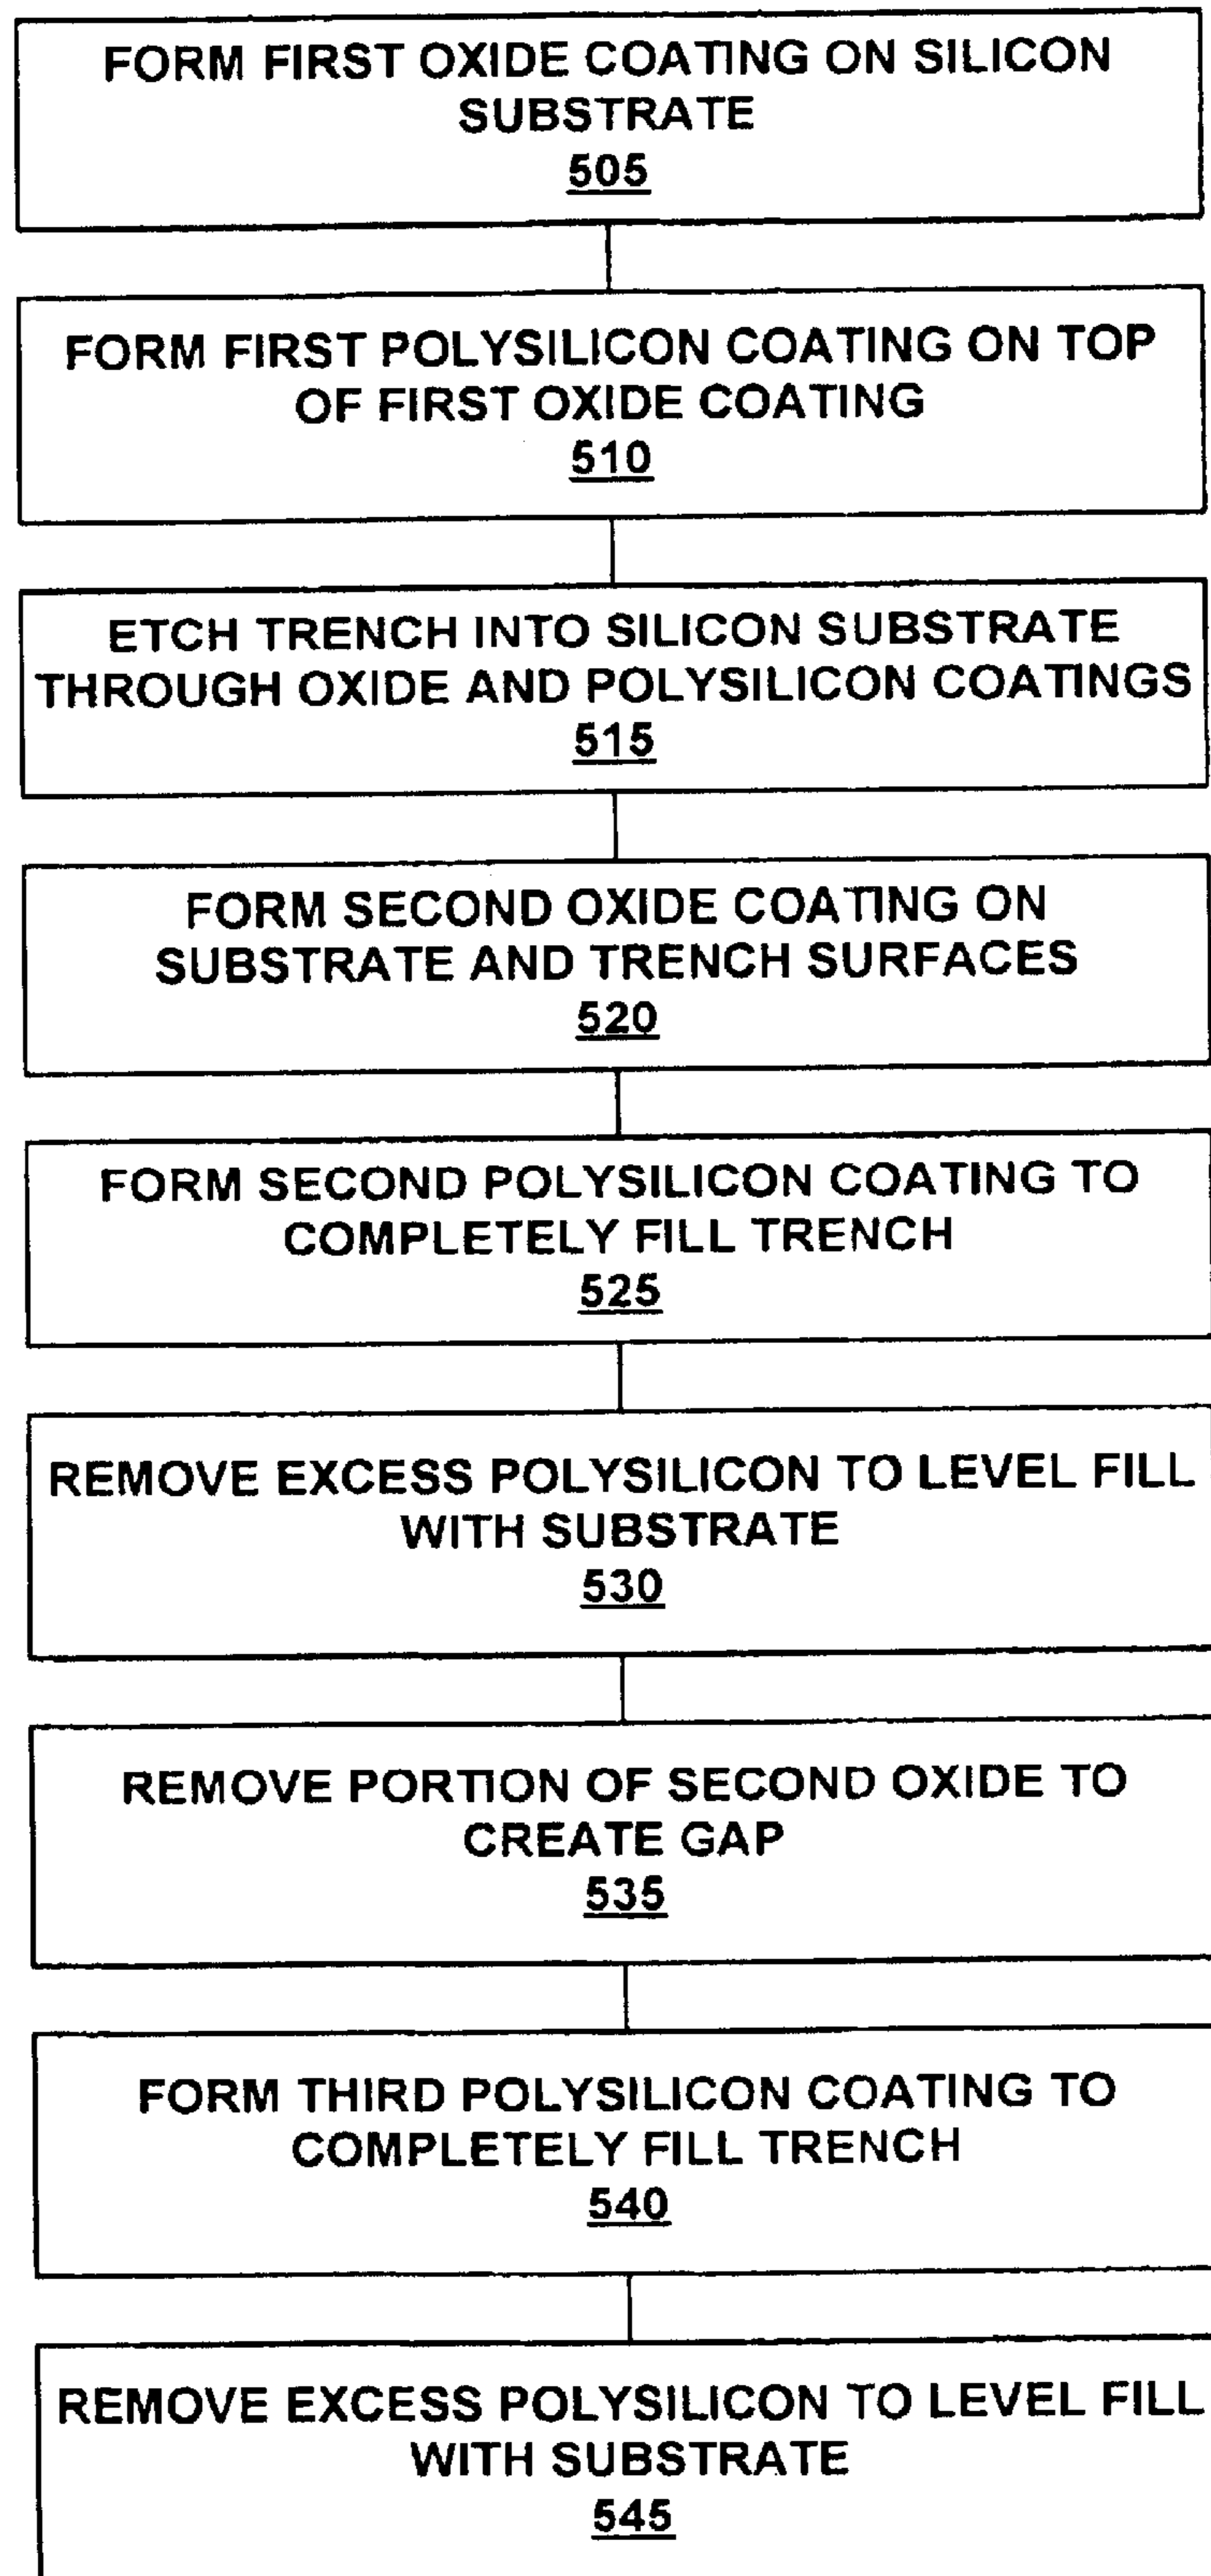 FORM FIRST OXIDE COATING ON SILICON
SUBSTRATE
505
FORM FIRST POLYSILICON COATING ON TOP
OF FIRST OXIDE COATING
510
ETCH TRENCH INTO SILICON SUBSTRATE
THROUGH OXIDE AND POLYSILICON COATINGS
515
FORM SECOND OXIDE COATING ON
SUBSTRATE AND TRENCH SURFACES
520
FORM SECOND POLYSILICON COATING TO
COMPLETELY FILL TRENCH
525
REMOVE EXCESS POLYSILICON TO LEVEL FILL
WITH SUBSTRATE
530
REMOVE PORTION OF SECOND OXIDE TO
CREATE GAP
535
FORM THIRD POLYSILICON COATING TO
COMPLETELY FILL TRENCH
540
REMOVE EXCESS POLYSILICON TO LEVEL FILL
WITH SUBSTRATE
545